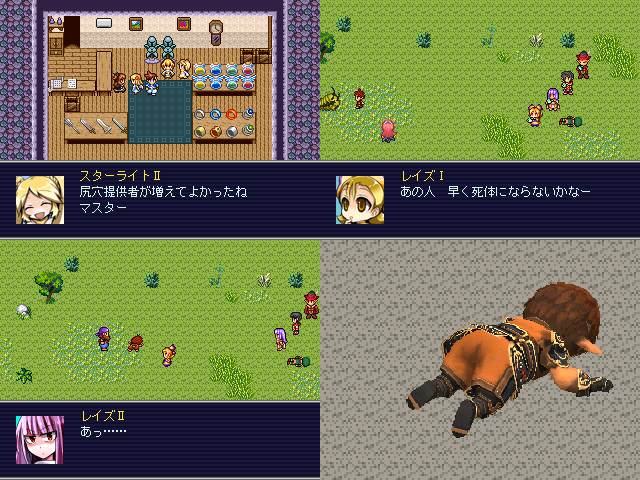 スターライトⅡ
尻穴提供者が増えてよかったね
マスター
レイズⅠ
あの人　早く死体にならないかなー
レイズⅡ
あっ……